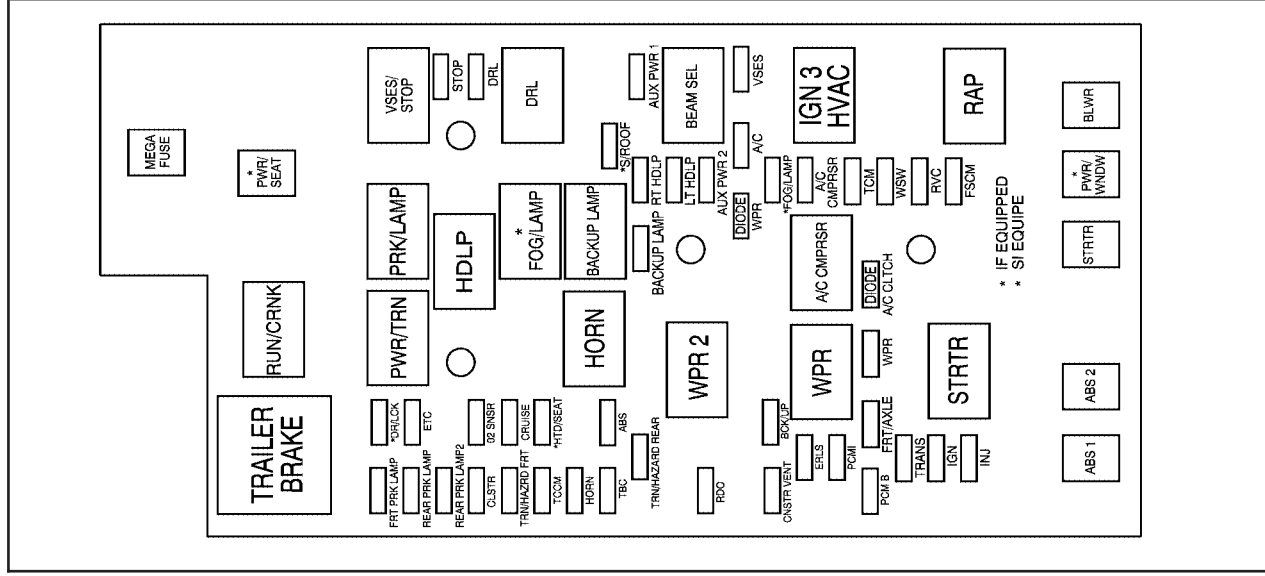 MEGA
FUSE
*
PWR/
SEAT
RUN/CRNK
TRAILER
BRAKE
VSES/
STOP
STOP
DRL
DRL
PRK/LAMP
HDLP
*
FOG/LAMP
BACKUP LAMP
PWR/TRN
HORN
*DR/LCK
ETC
02 SNSR
CRUISE
*HTD/SEAT
ABS
FRT PRK LAMP
REAR PRK LAMP
REAR PRK LAMP2
CLSTR
TRN/HAZRD FRT
TCCM
HORN
TBC
TRN/HAZARD REAR
AUX PWR 1
*S/ROOF
RT HDLP
LT HDLP
AUX PWR 2
BACKUP LAMP
BEAM SEL
VSES
A/C
DIODE
WPR
WPR 2
RDC
IGN 3
HVAC
*FOG/LAMP
A/C
CMPRSR
TCM
WSW
RVC
FSCM
A/C CMPRSR
DIODE
A/C CLTCH
WPR
WPR
BCK/UP
CNSTR VENT
ERLS
PCMI
FRT/AXLE
PCM B
TRANS
IGN
INJ
RAP
* IF EQUIPPED
* SI EQUIPE
STRTR
BLWR
*
PWR/
WNDW
STRTR
ABS 2
ABS 1